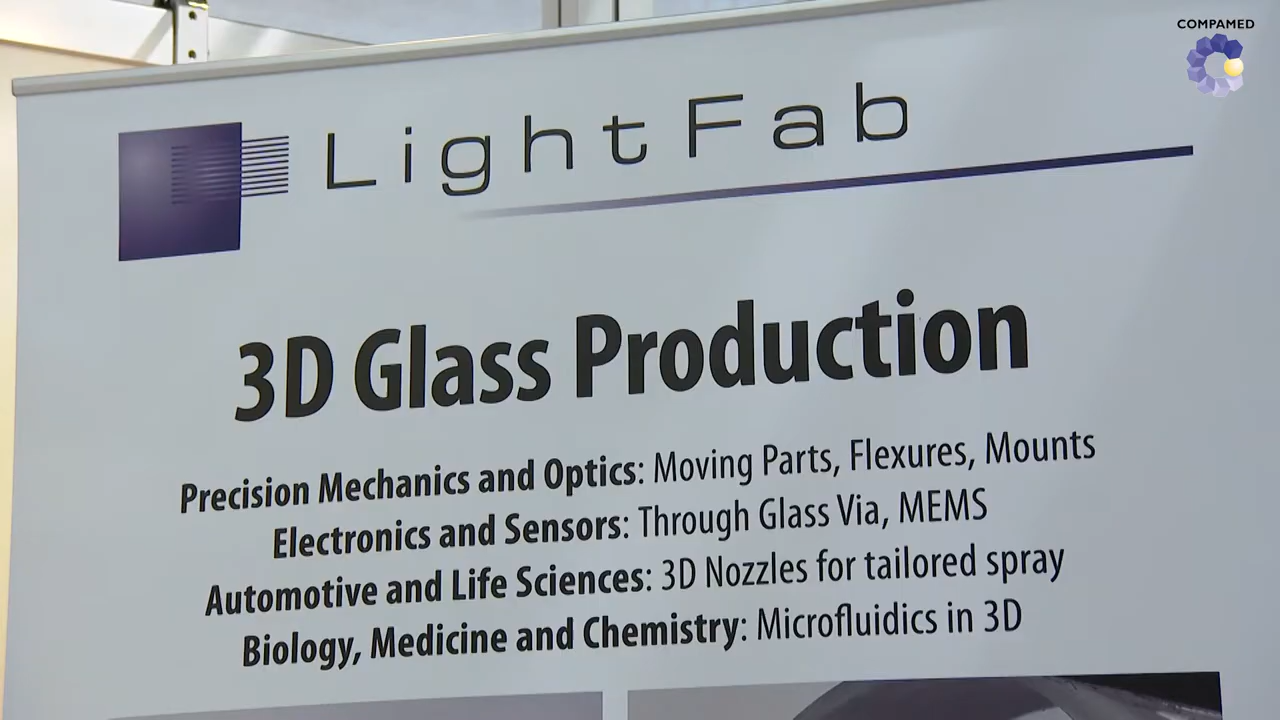 COMPAMED
LightFab
3D Glass Production
Precision Mechanics and Optics: Moving Parts, Flexures, Mounts
Electronics and Sensors: Through Glass Via, MEMS
Automotive and Life Sciences: 3D Nozzles for tailored spray
Biology, Medicine and Chemistry: Microfluidics in 3D